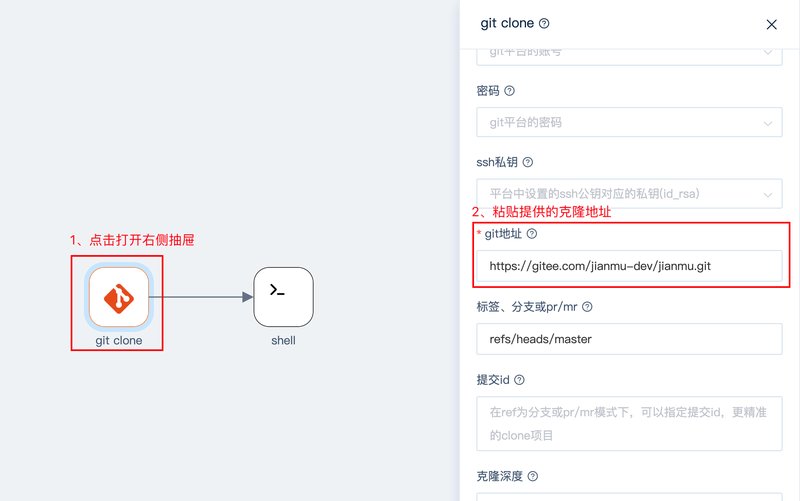 git clone
git平台的账号
密码
git平台的密码
ssh私钥
平台中设置的ssh公钥对应的私钥(id_rsa)
2、粘贴提供的克隆地址
* git地址
https://gitee.com/jianmu-dev/jianmu.git
标签、分支或pr/mr
refs/heads/master
提交id
在ref为分支或pr/mr模式下，可以指定提交id，更精准
的clone项目
克隆深度
1、点击打开右侧抽屉
git clone
shell